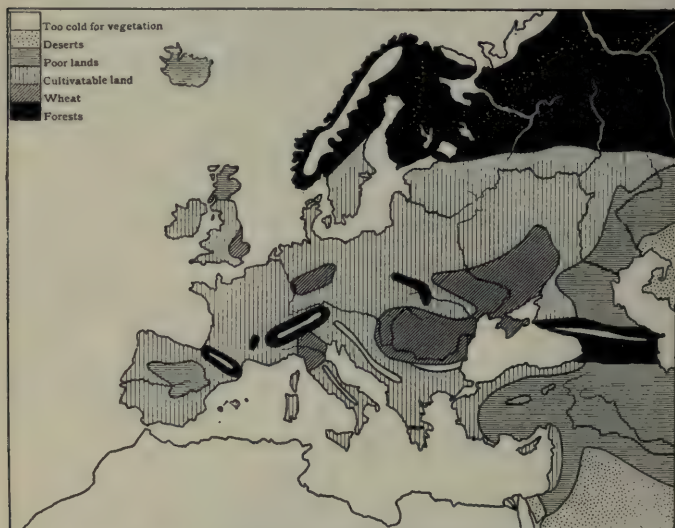 Too cold for vegetation
Deserts
Poor lands
Cultivatable land
Wheat
Forests